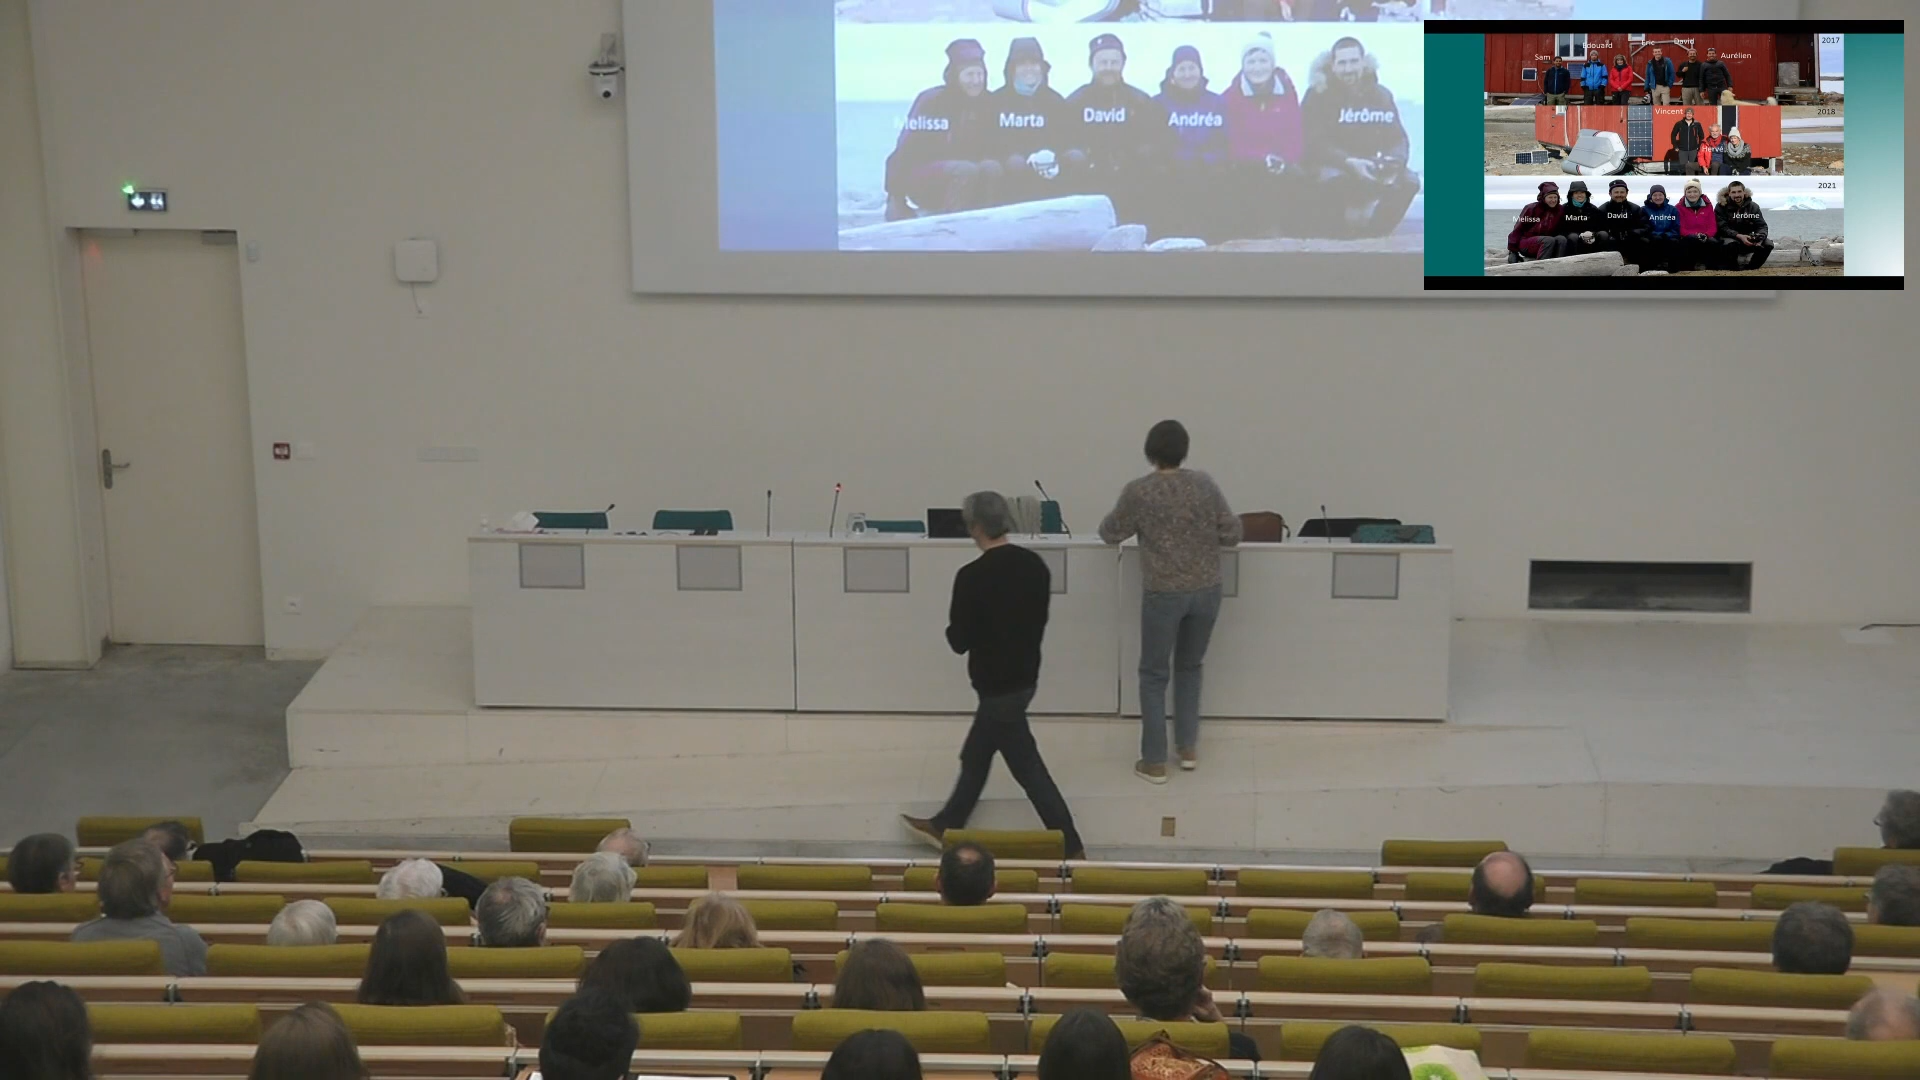 Melissa
Marta
David
Andréa
Jérôme
2017
Sam
Edouard
Eric
David
Aurélien
2018
Vincent
Hervé
2021
Melissa
Marta
David
Andréa
Jérôme